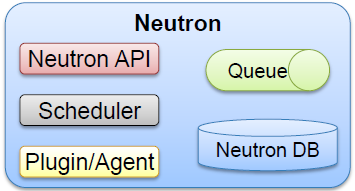 Neutron
Neutron API
Queue
Scheduler
Neutron DB
Plugin/Agent